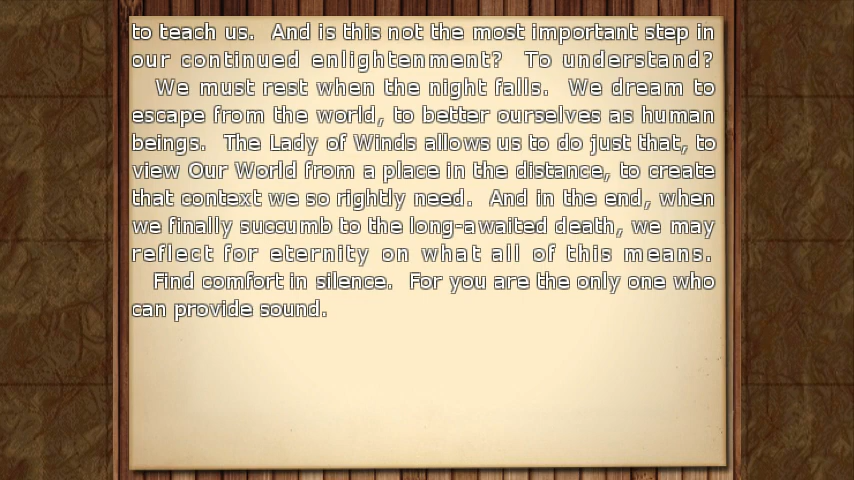 to teach us.  And is this not the most important step in
our continued enlightenment?  To understand?
We must rest when the night falls.  We dream to
escape from the world, to better ourselves as human
beings.  The Lady of Winds allows us to do just that, to
view Our World from a place in the distance, to create
that context we so rightly need.  And in the end, when
we finally succumb to the long-awaited death, we may
reflect for eternity on what all of this means.
Find comfort in silence.  For you are the only one who
can provide sound.